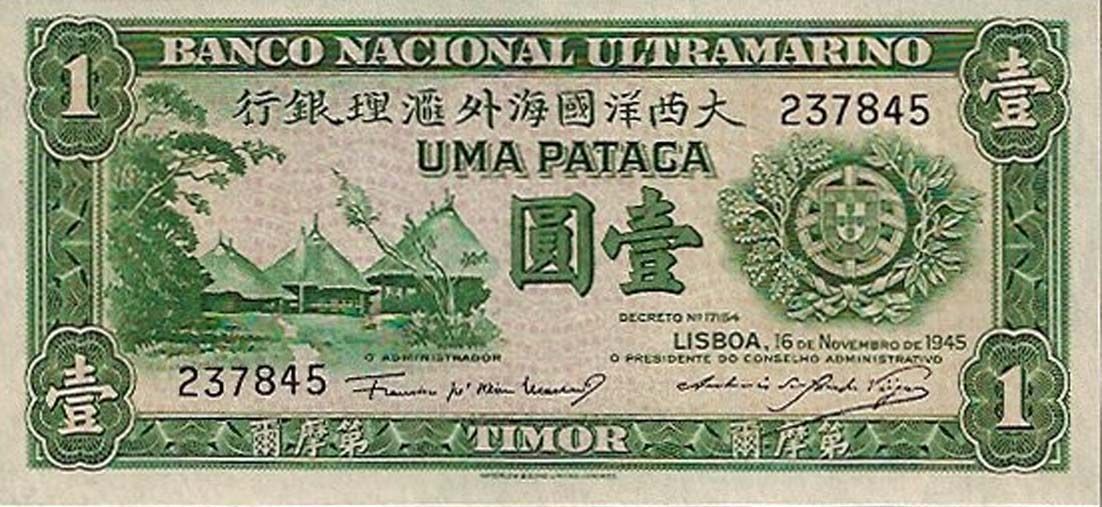 BANCO NACIONAL ULTRAMARINO
1
壹
行銀理滙外海國洋西大
237845
UMA PATACA
圓壹
DECRETO Nº 17154
LISBOA, 16 DE NOVEMBRO DE 1945
O ADMINISTRADOR
O PRESIDENTE DO CONSELHO ADMINISTRATIVO
237845
壹
1
爾摩第
TIMOR
爾摩第